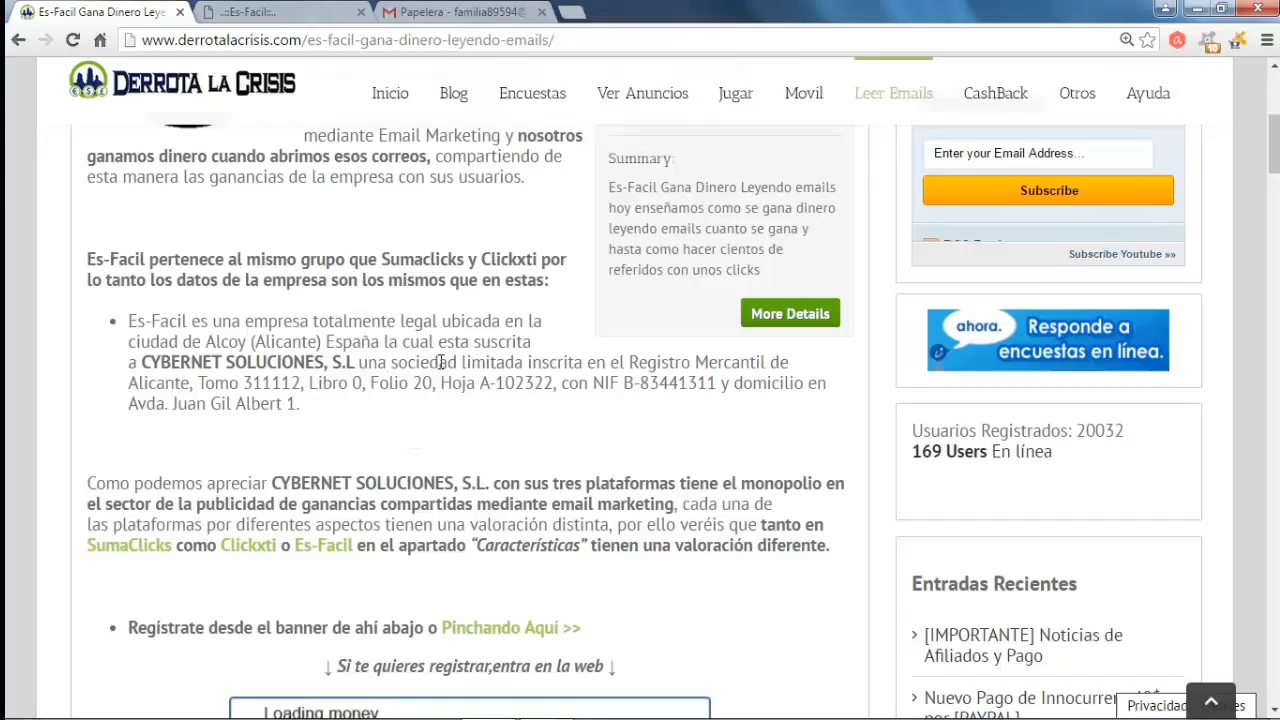 Es-Facil Gana Dinero Leye
..::Es-Facil::..
Papelera - familia89594@
www.derrotalacrisis.com/es-facil-gana-dinero-leyendo-emails/
10
DERROTA LA CRISIS
Inicio
Blog
Encuestas
Ver Anuncios
Jugar
Movil
Leer Emails
CashBack
Otros
Ayuda
mediante Email Marketing y nosotros
ganamos dinero cuando abrimos esos correos, compartiendo de
esta manera las ganancias de la empresa con sus usuarios.
Summary:
Es-Facil Gana Dinero Leyendo emails
hoy enseñamos como se gana dinero
leyendo emails cuanto se gana y
hasta como hacer cientos de
referidos con unos clicks
More Details
Es-Facil pertenece al mismo grupo que Sumaclicks y Clickxti por
lo tanto los datos de la empresa son los mismos que en estas:
Es-Facil es una empresa totalmente legal ubicada en la
ciudad de Alcoy (Alicante) España la cual esta suscrita
a CYBERNET SOLUCIONES, S.L una sociedad limitada inscrita en el Registro Mercantil de
Alicante, Tomo 311112, Libro 0, Folio 20, Hoja A-102322, con NIF B-83441311 y domicilio en
Avda. Juan Gil Albert 1.
Como podemos apreciar CYBERNET SOLUCIONES, S.L. con sus tres plataformas tiene el monopolio en
el sector de la publicidad de ganancias compartidas mediante email marketing, cada una de
las plataformas por diferentes aspectos tienen una valoración distinta, por ello veréis que tanto en
SumaClicks como Clickxti o Es-Facil en el apartado “Características” tienen una valoración diferente.
Regístrate desde el banner de ahí abajo o Pinchando Aquí >>
↓ Si te quieres registrar,entra en la web ↓
Loading money
Enter your Email Address...
Subscribe
Subscribe Youtube »»
ahora.
Responde a
encuestas en línea.
Usuarios Registrados: 20032
169 Users En línea
Entradas Recientes
[IMPORTANTE] Noticias de
Afiliados y Pago
Nuevo Pago de Innocurren
Privacidad